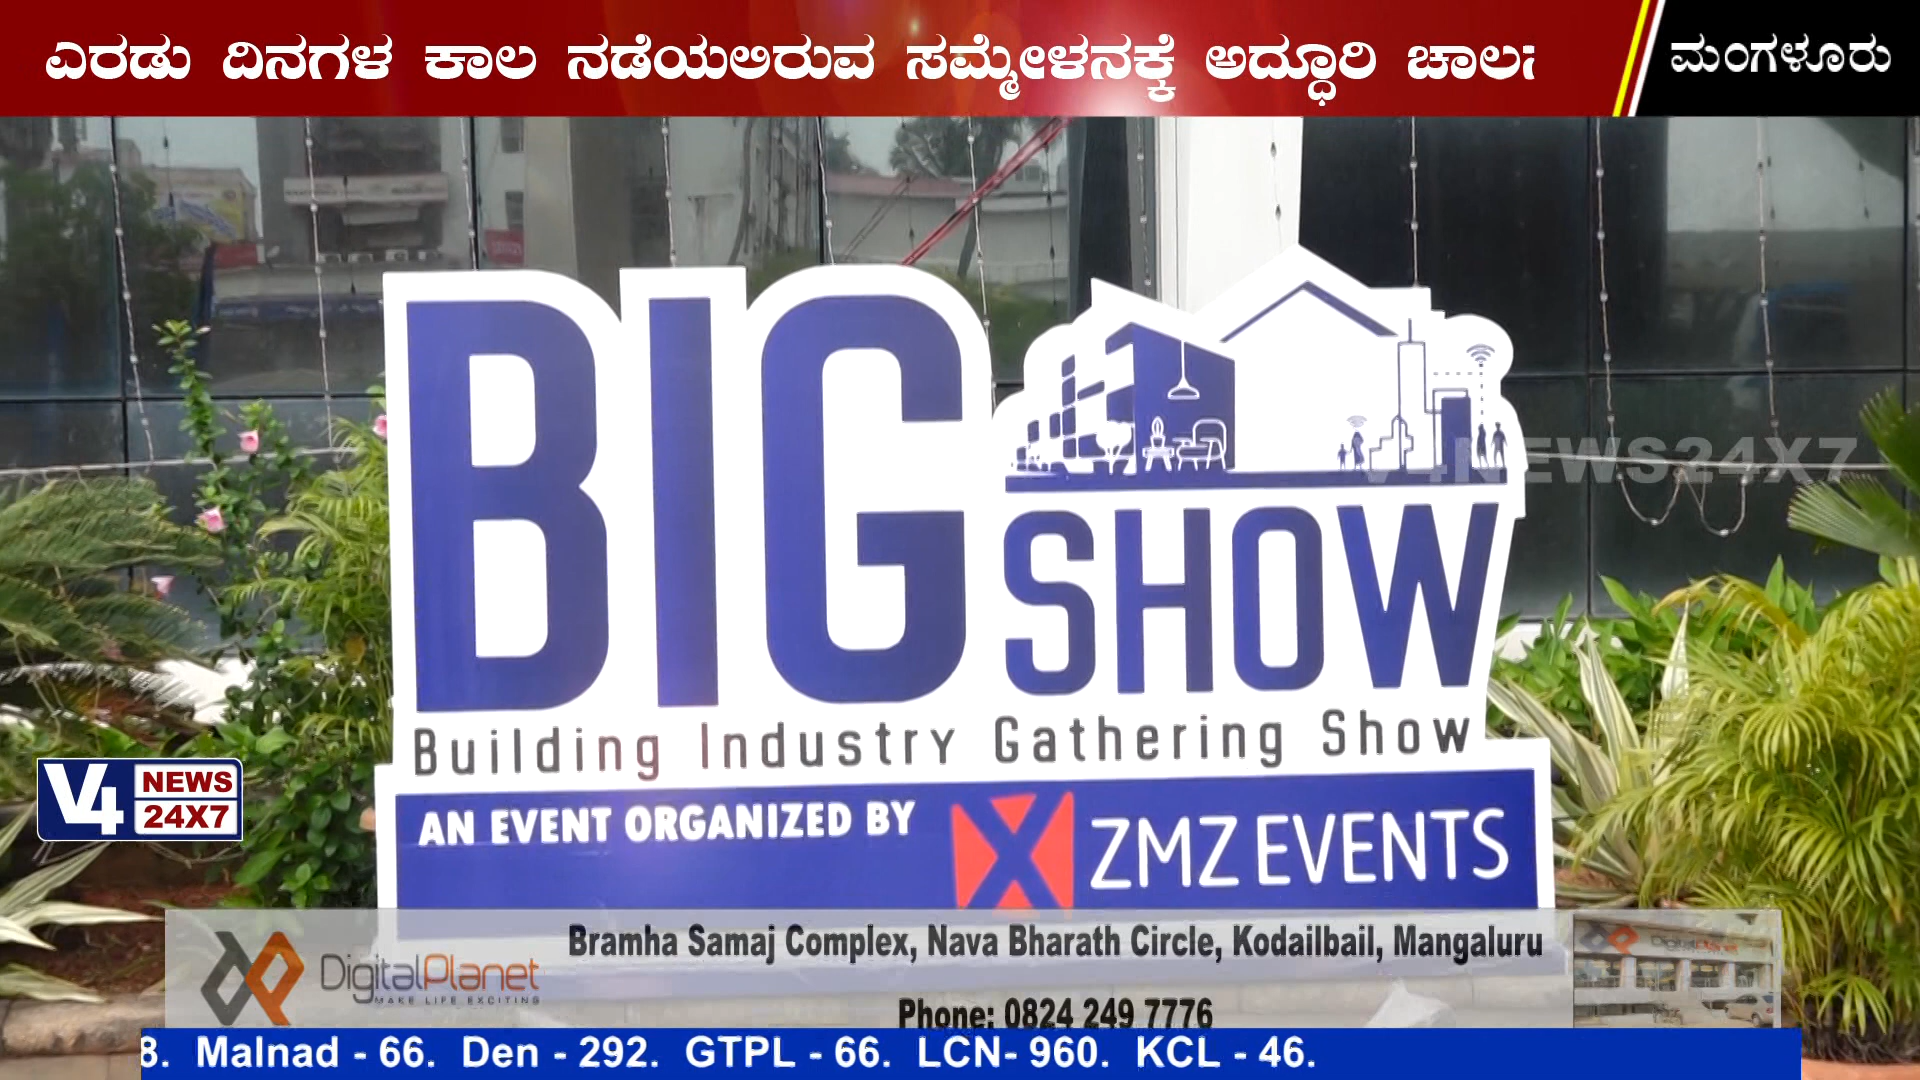 ಎರಡು ದಿನಗಳ ಕಾಲ ನಡೆಯಲಿರುವ ಸಮ್ಮೇಳನಕ್ಕೆ ಅದ್ಧೂರಿ
ಮಂಗಳೂರು
BIG SHOW
V4NEWS24X7
Building Industry Gathering Show
V4 NEWS 24X7
AN EVENT ORGANIZED BY ZMZ EVENTS
DigitalPlanet
MAKE LIFE EXCITING
Bramha Samaj Complex, Nava Bharath Circle, Kodailbail, Mangaluru
Phone: 0824 249 7776
8. Malnad - 66. Den - 292. GTPL - 66. LCN- 960. KCL - 46.